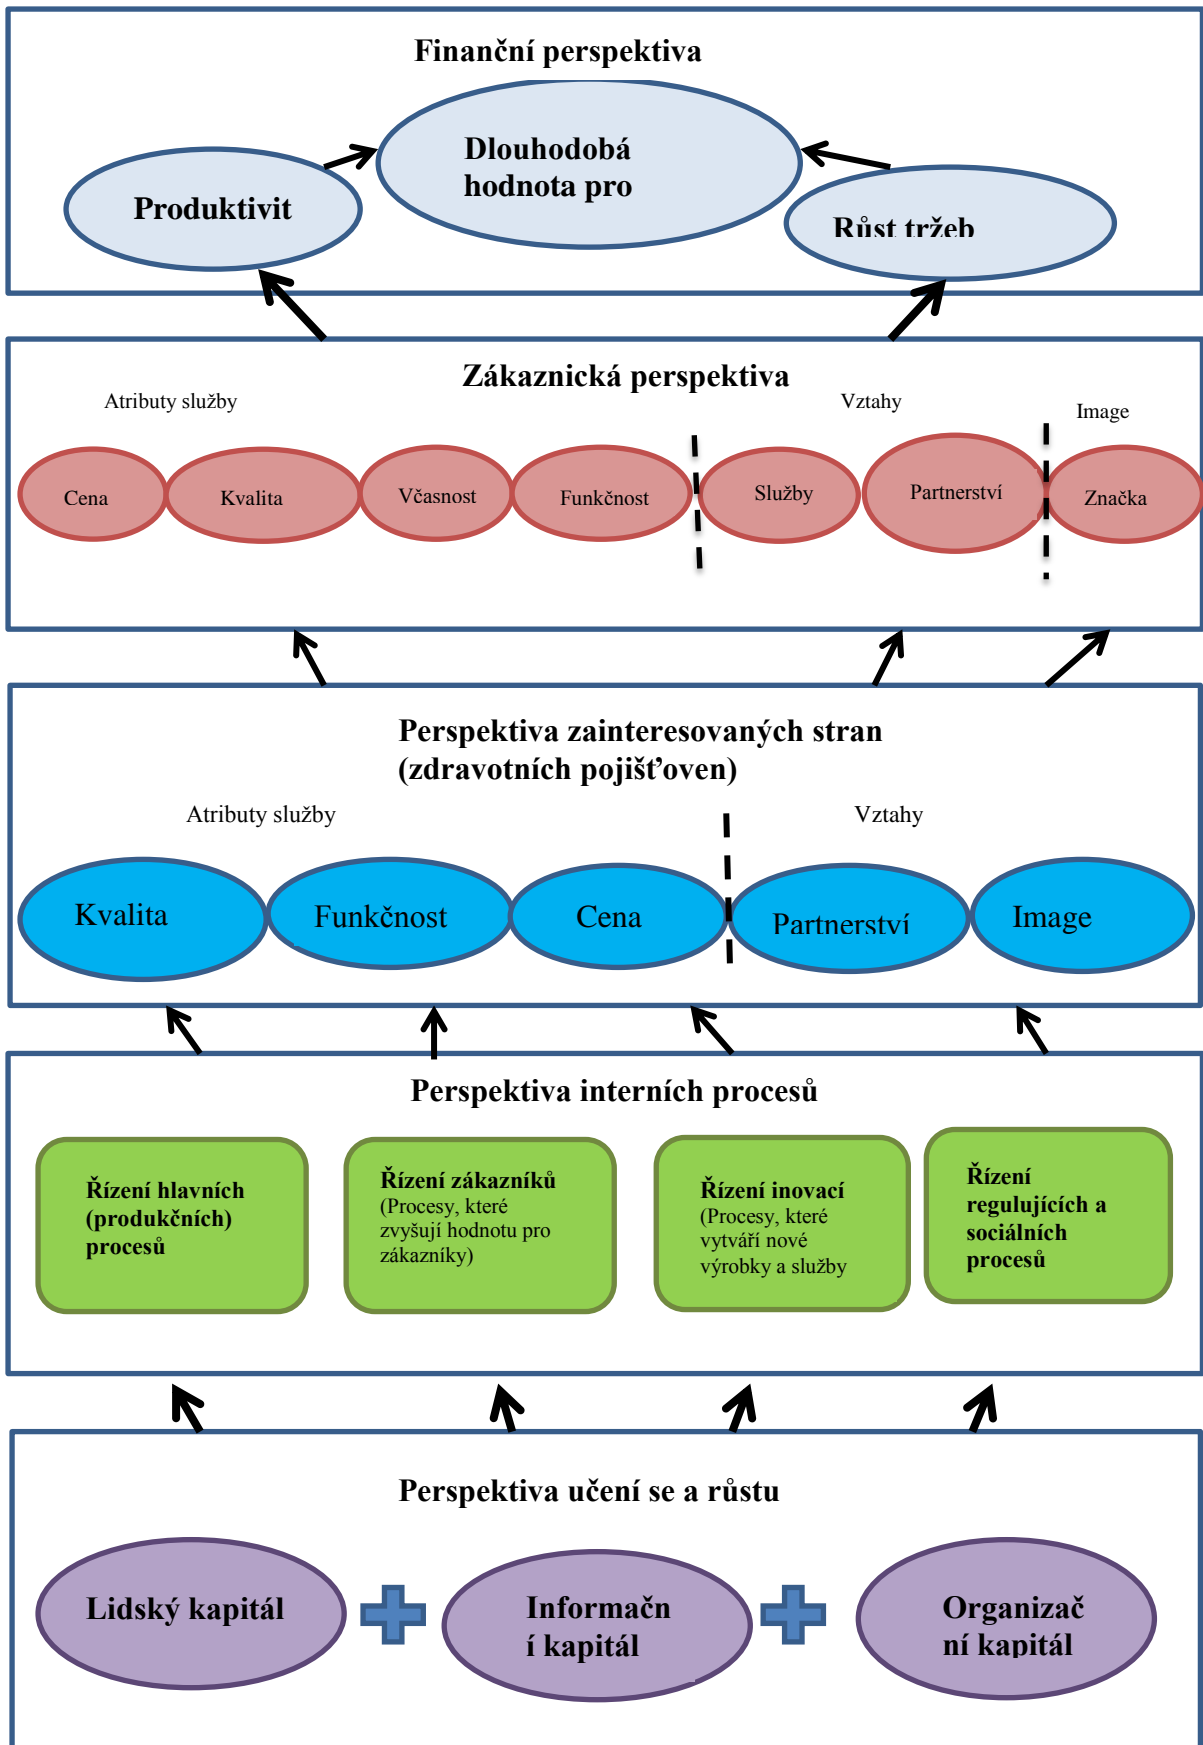 Finanční perspektiva
Dlouhodobá
hodnota pro
Produktivit
Růst tržeb
Zákaznická perspektiva
Atributy služby
Vztahy
Image
Cena
Kvalita
Včasnost
Funkčnost
Služby
Partnerství
Značka
Perspektiva zainteresovaných stran
(zdravotních pojišťoven)
Atributy služby
Vztahy
Kvalita
Funkčnost
Cena
Partnerství
Image
Perspektiva interních procesů
Řízení hlavních
(produkčních)
procesů
Řízení zákazníků
(Procesy, které
zvyšují hodnotu pro
zákazníky)
Řízení inovací
(Procesy, které
vytváří nové
výrobky a služby
Řízení
regulujících a
sociálních
procesů
Perspektiva učení se a růstu
Lidský kapitál
Informačn
í kapitál
Organizač
ní kapitál